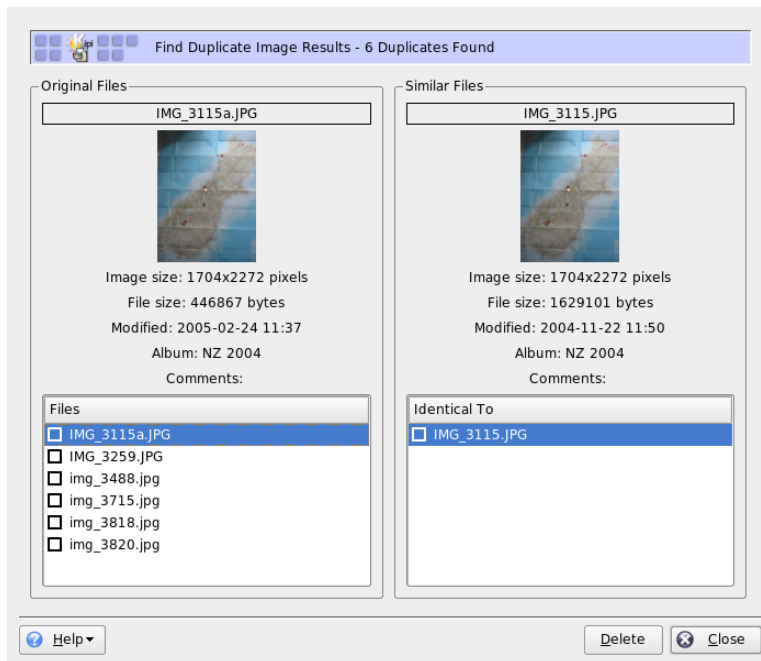 Find Duplicate Image Results - 6 Duplicates Found
Original Files
IMG_3115a.JPG
Image size: 1704x2272 pixels
File size: 446867 bytes
Modified: 2005-02-24 11:37
Album: NZ 2004
Comments:
Files
IMG_3115a.JPG
IMG_3259.JPG
img_3488.jpg
img_3715.jpg
img_3818.jpg
img_3820.jpg
Similar Files
IMG_3115.JPG
Image size: 1704x2272 pixels
File size: 1629101 bytes
Modified: 2004-11-22 11:50
Album: NZ 2004
Comments:
Identical To
IMG_3115.JPG
Help
Delete
Close